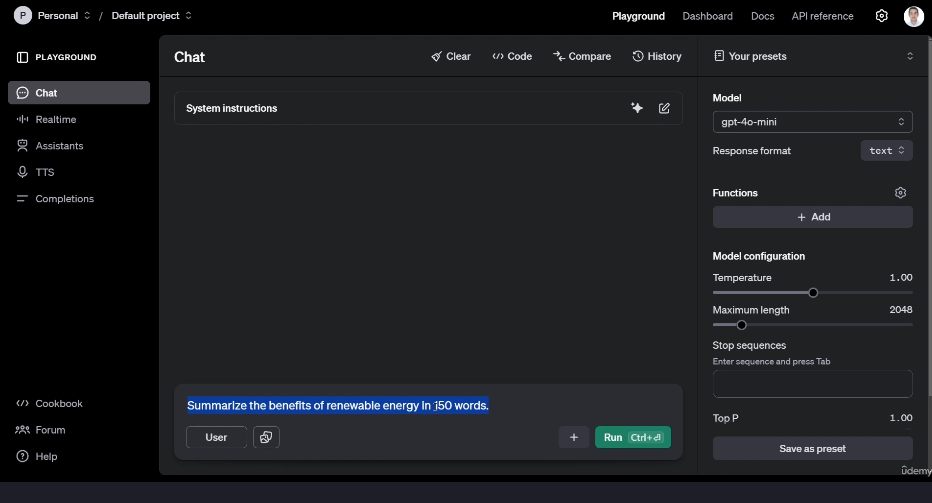 P Personal / Default project
Playground Dashboard Docs API reference
PLAYGROUND
Chat
Realtime
Assistants
TTS
Completions
Cookbook
Forum
Help
Chat
Clear Code Compare History
System instructions
Summarize the benefits of renewable energy in 50 words.
User
+ Run Ctrl+⏎
Your presets
Model
gpt-4o-mini
Response format text
Functions
+ Add
Model configuration
Temperature 1.00
Maximum length 2048
Stop sequences
Enter sequence and press Tab
Top P 1.00
Save as preset
udemy